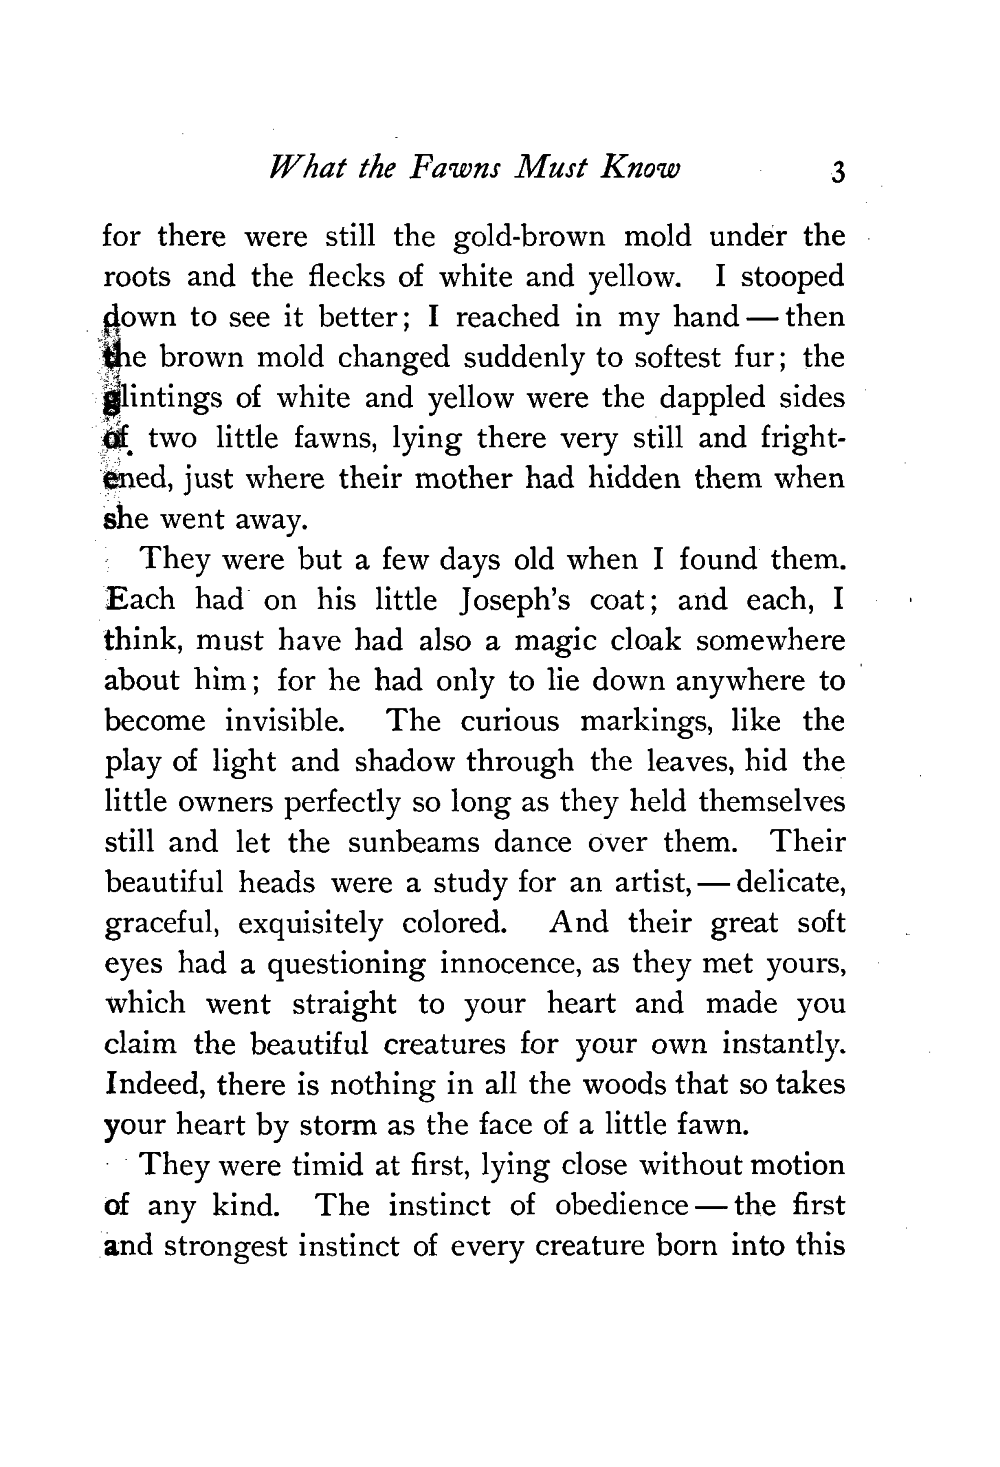 What the Fawns Must Know 3
for there were still the gold-brown mold under the
roots and the flecks of white and yellow. I stooped
down to see it better; I reached in my hand — then
the brown mold changed suddenly to softest fur; the
glintings of white and yellow were the dappled sides
of two little fawns, lying there very still and fright-
ened, just where their mother had hidden them when
she went away.
They were but a few days old when I found them.
Each had on his little Joseph's coat; and each, I
think, must have had also a magic cloak somewhere
about him; for he had only to lie down anywhere to
become invisible. The curious markings, like the
play of light and shadow through the leaves, hid the
little owners perfectly so long as they held themselves
still and let the sunbeams dance over them. Their
beautiful heads were a study for an artist, — delicate,
graceful, exquisitely colored. And their great soft
eyes had a questioning innocence, as they met yours,
which went straight to your heart and made you
claim the beautiful creatures for your own instantly.
Indeed, there is nothing in all the woods that so takes
your heart by storm as the face of a little fawn.
They were timid at first, lying close without motion
of any kind. The instinct of obedience — the first
and strongest instinct of every creature born into this